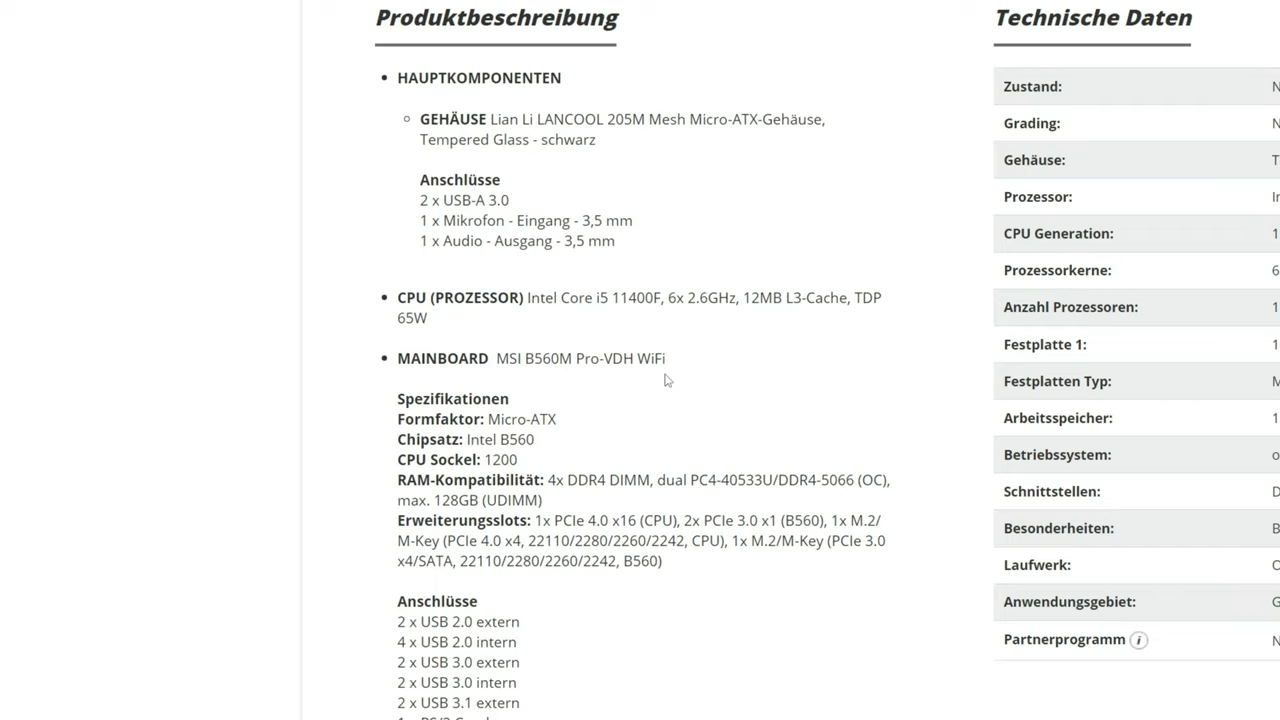 Produktbeschreibung
HAUPTKOMPONENTEN
GEHÄUSE Lian Li LANCOOL 205M Mesh Micro-ATX-Gehäuse,
Tempered Glass - schwarz
Anschlüsse
2 x USB-A 3.0
1 x Mikrofon - Eingang - 3,5 mm
1 x Audio - Ausgang - 3,5 mm
CPU (PROZESSOR) Intel Core i5 11400F, 6x 2.6GHz, 12MB L3-Cache, TDP
65W
MAINBOARD MSI B560M Pro-VDH WiFi
Spezifikationen
Formfaktor: Micro-ATX
Chipsatz: Intel B560
CPU Sockel: 1200
RAM-Kompatibilität: 4x DDR4 DIMM, dual PC4-40533U/DDR4-5066 (OC),
max. 128GB (UDIMM)
Erweiterungsslots: 1x PCIe 4.0 x16 (CPU), 2x PCIe 3.0 x1 (B560), 1x M.2/
M-Key (PCIe 4.0 x4, 22110/2280/2260/2242, CPU), 1x M.2/M-Key (PCIe 3.0
x4/SATA, 22110/2280/2260/2242, B560)
Anschlüsse
2 x USB 2.0 extern
4 x USB 2.0 intern
2 x USB 3.0 extern
2 x USB 3.0 intern
2 x USB 3.1 extern
Technische Daten
Zustand:
Grading:
Gehäuse:
Prozessor:
CPU Generation:
Prozessorkerne: 6
Anzahl Prozessoren:
Festplatte 1:
Festplatten Typ:
Arbeitsspeicher:
Betriebssystem:
Schnittstellen:
Besonderheiten:
Laufwerk:
Anwendungsgebiet:
Partnerprogramm i